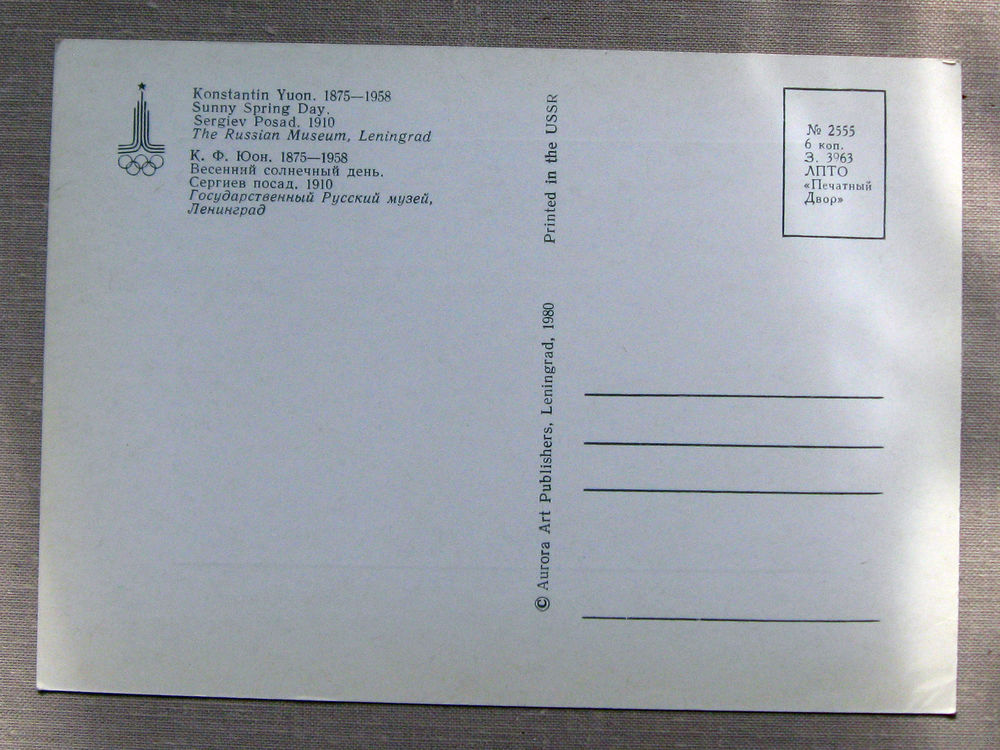 Konstantin Yuon. 1875—1958
Sunny Spring Day.
Sergiev Posad. 1910
The Russian Museum, Leningrad
К. Ф. Юон. 1875—1958
Весенний солнечный день.
Сергиев посад. 1910
Государственный Русский музей,
Ленинград
Printed in the USSR
© Aurora Art Publishers, Leningrad, 1980
№ 2555
6 коп.
З. 3963
ЛПТО
«Печатный
Двор»